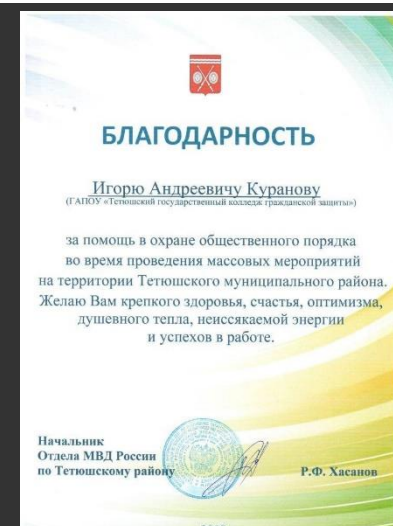 БЛАГОДАРНОСТЬ
Игорю Андреевичу Куранову
(ГАПОУ «Тетюшский государственный колледж гражданской защиты»)
за помощь в охране общественного порядка
во время проведения массовых мероприятий
на территории Тетюшского муниципального района.
Желаю Вам крепкого здоровья, счастья, оптимизма,
душевного тепла, неиссякаемой энергии
и успехов в работе.
Начальник
Отдела МВД России
по Тетюшскому району
Р.Ф. Хасанов